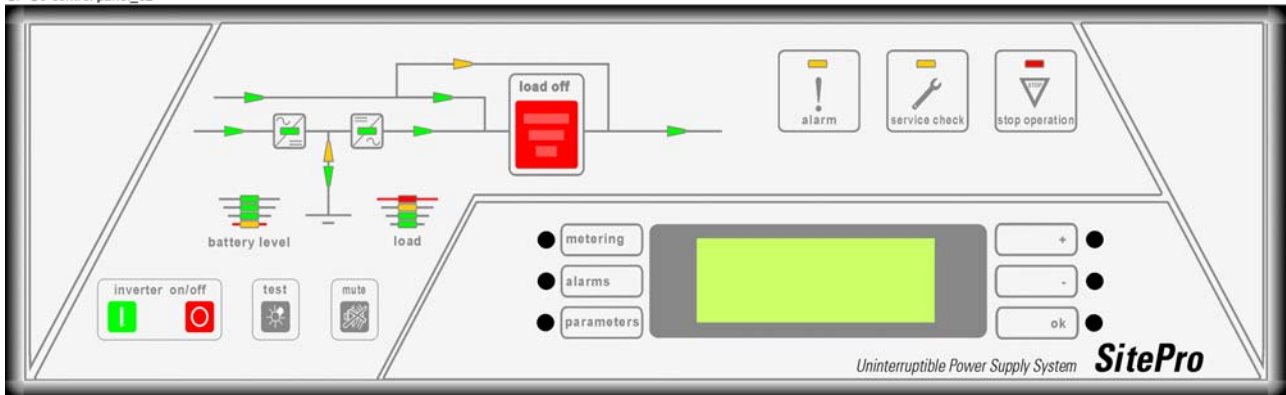 load off
alarm
service check
STOP
stop operation
battery level
load
inverter on/off
test
mute
metering
alarms
parameters
+
-
ok
Uninterruptible Power Supply System SitePro